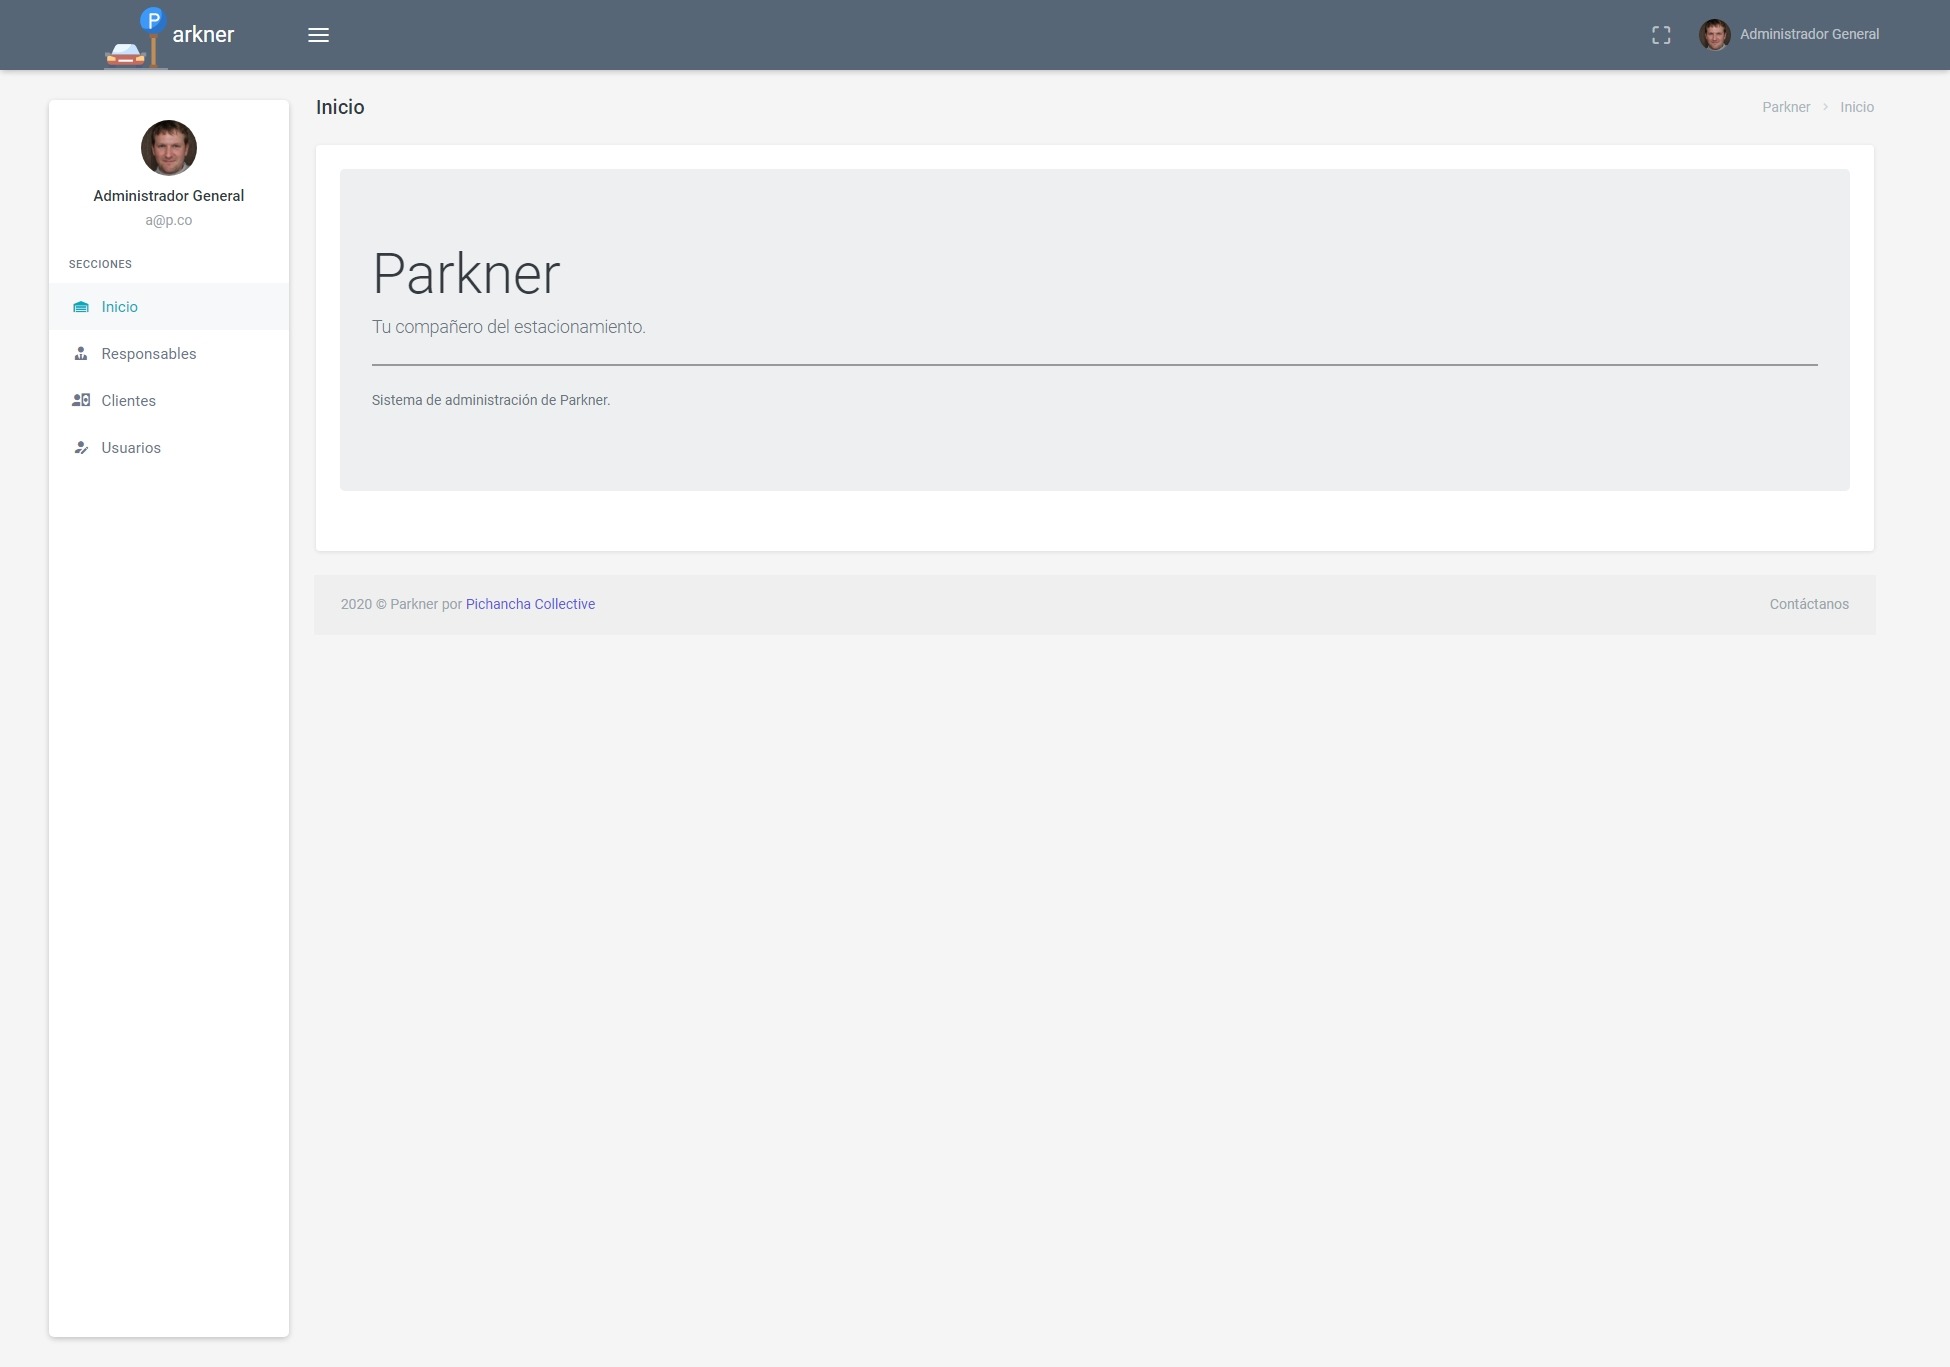 P arkner
Administrador General
Administrador General
a@p.co
SECCIONES
Inicio
Responsables
Clientes
Usuarios
Inicio
Parkner > Inicio
Parkner
Tu compañero del estacionamiento.
Sistema de administración de Parkner.
2020 © Parkner por Pichancha Collective
Contáctanos